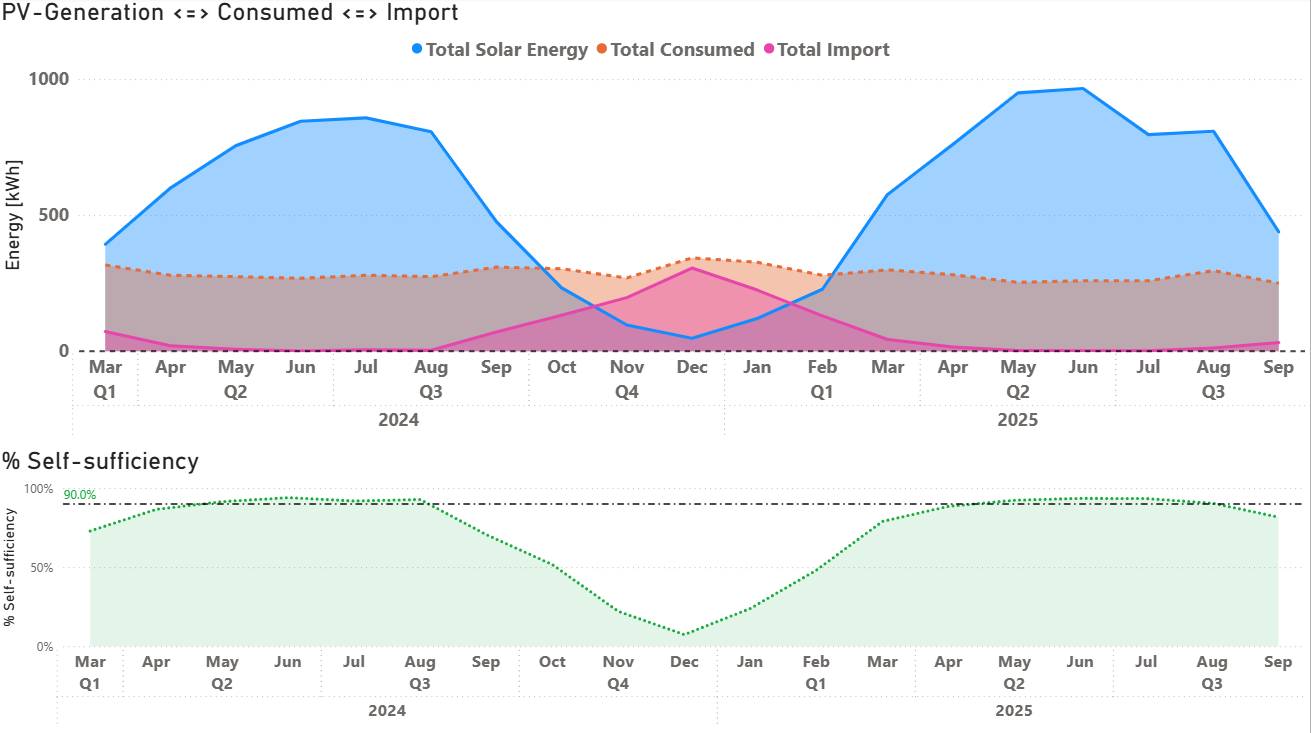 PV-Generation <=> Consumed <=> Import
Total Solar Energy Total Consumed Total Import
1000
500
0
Energy [kWh]
Mar Apr May Jun Jul Aug Sep Oct Nov Dec Jan Feb Mar Apr May Jun Jul Aug Sep
Q1 Q2 Q3 Q4 Q1 Q2 Q3
2024 2025
% Self-sufficiency
100%
90.0%
50%
0%
% Self-sufficiency
Mar Apr May Jun Jul Aug Sep Oct Nov Dec Jan Feb Mar Apr May Jun Jul Aug Sep
Q1 Q2 Q3 Q4 Q1 Q2 Q3
2024 2025